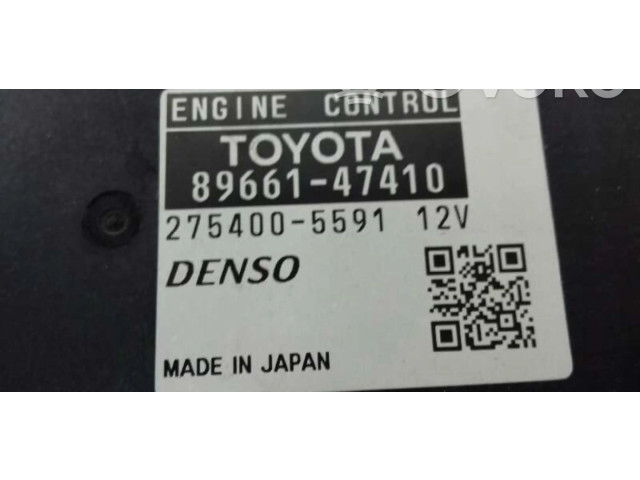 ENGINE CONTROL
TOYOTA
89661-47410
275400-5591 12V
DENSO
MADE IN JAPAN